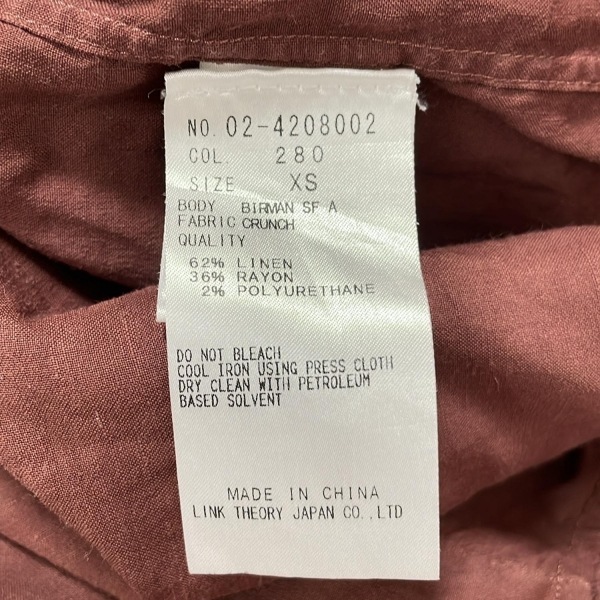 NO. 02-4208002
COL. 280
SIZE XS
BODY BIRMAN SF A
FABRIC CRUNCH
QUALITY
62% LINEN
36% RAYON
2% POLYURETHANE
DO NOT BLEACH
COOL IRON USING PRESS CLOTH
DRY CLEAN WITH PETROLEUM
BASED SOLVENT
MADE IN CHINA
LINK THEORY JAPAN CO.,LTD